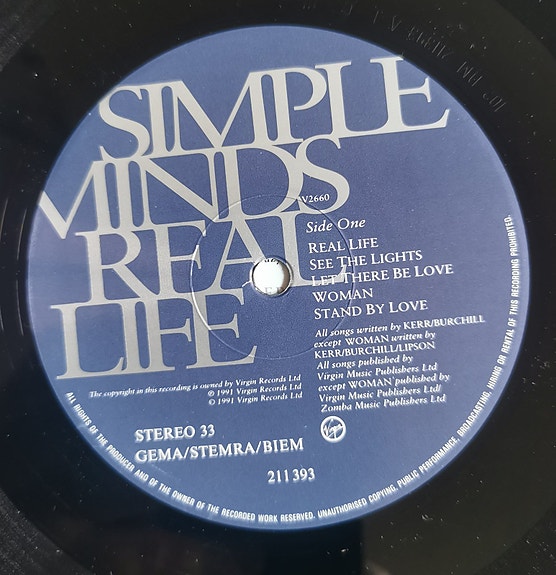 SIMPLE
MINDS
REAL
LIFE
V2660
Side One
REAL LIFE
SEE THE LIGHTS
LET THERE BE LOVE
WOMAN
STAND BY LOVE
All songs written by KERR/BURCHILL
except WOMAN written by
KERR/BURCHILL/LIPSON
All songs published by
Virgin Music Publishers Ltd
except WOMAN published by
Virgin Music Publishers Ltd/
Zomba Music Publishers Ltd
The copyright in this recording is owned by Virgin Records Ltd
℗ 1991 Virgin Records Ltd
© 1991 Virgin Records Ltd
Virgin
STEREO 33
GEMA/STEMRA/BIEM
211 393
ALL RIGHTS OF THE PRODUCER AND OF THE OWNER OF THE RECORDED WORK RESERVED. UNAUTHORISED COPYING, PUBLIC PERFORMANCE, BROADCASTING, HIRING OR RENTAL OF THIS RECORDING PROHIBITED.